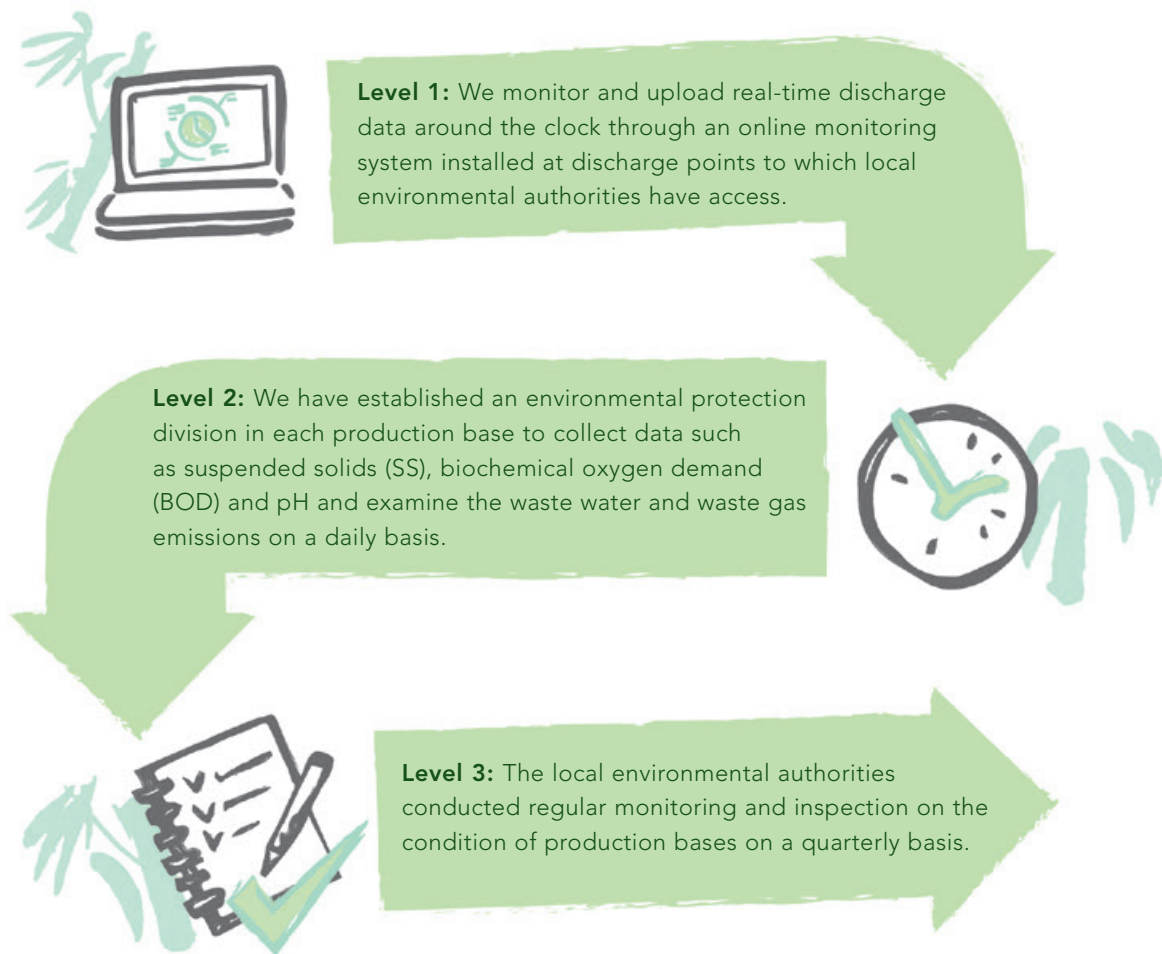 Level 1: We monitor and upload real-time discharge
data around the clock through an online monitoring
system installed at discharge points to which local
environmental authorities have access.
Level 2: We have established an environmental protection
division in each production base to collect data such
as suspended solids (SS), biochemical oxygen demand
(BOD) and pH and examine the waste water and waste gas
emissions on a daily basis.
Level 3: The local environmental authorities
conducted regular monitoring and inspection on the
condition of production bases on a quarterly basis.